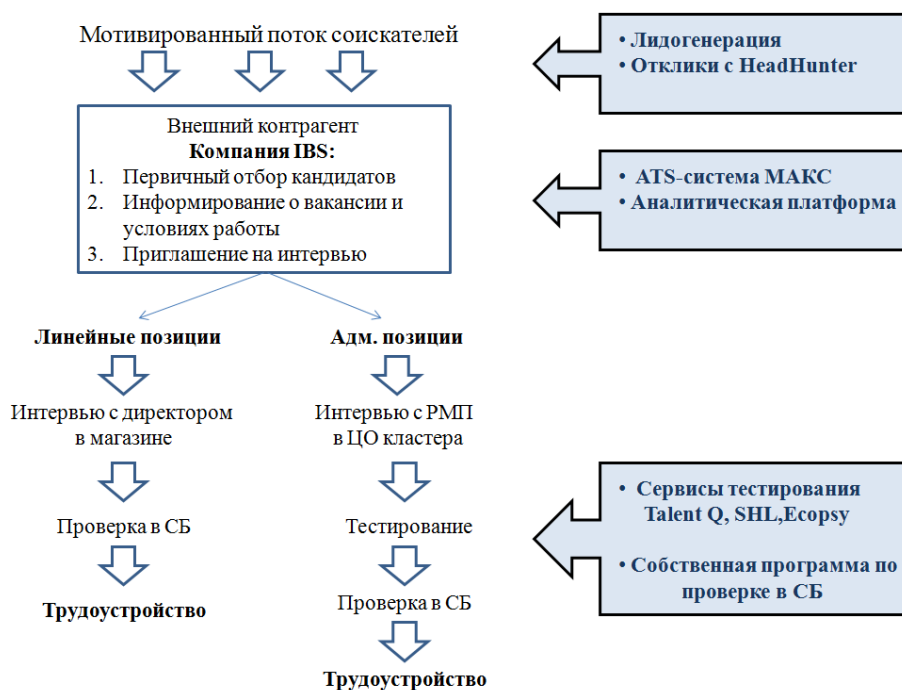 Мотивированный поток соискателей
• Лидогенерация
• Отклики с HeadHunter
Внешний контрагент
Компания IBS:
1. Первичный отбор кандидатов
2. Информирование о вакансии и
условиях работы
3. Приглашение на интервью
• ATS-система МАКС
• Аналитическая платформа
Линейные позиции
Интервью с директором
в магазине
Проверка в СБ
Трудоустройство
Адм. позиции
Интервью с РМП
в ЦО кластера
Тестирование
Проверка в СБ
Трудоустройство
• Сервисы тестирования
Talent Q, SHL,Ecopsy
• Собственная программа по
проверке в СБ